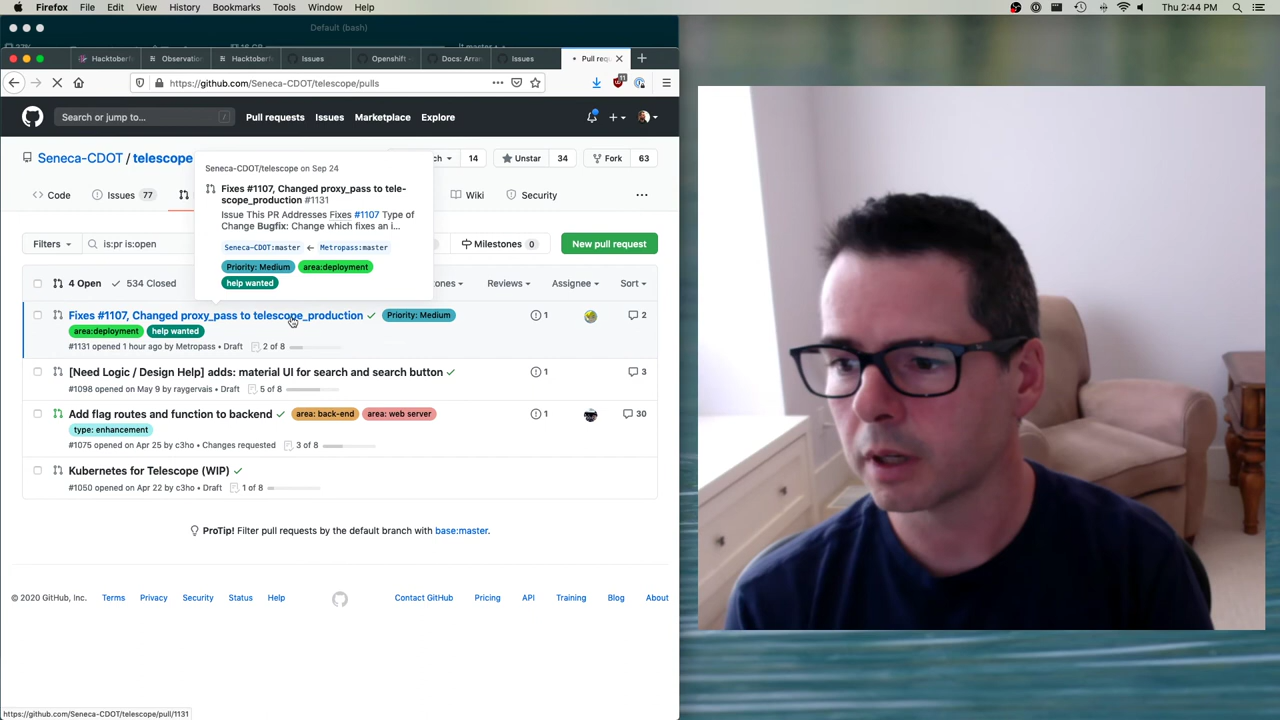 Firefox File Edit View History Bookmarks Tools Window Help Thu 2:44 PM
Default (bash)
Hacktober Observation Hacktoberfe Issues Openshift – Docs: Arran Issues Pull requ
https://github.com/Seneca-CDOT/telescope/pulls
Search or jump to... / Pull requests Issues Marketplace Explore
Seneca-CDOT / telescope 14 Unstar 34 Fork 63
Seneca-CDOT/telescope on Sep 24
Fixes #1107, Changed proxy_pass to tele-
scope_production #1131
Issue This PR Addresses Fixes #1107 Type of
Change Bugfix: Change which fixes an i...
Seneca-CDOT:master ← Metropass:master
Priority: Medium area:deployment
help wanted
Code Issues 77 Wiki Security
Filters is:pr is:open Milestones 0 New pull request
4 Open 534 Closed Reviews Assignee Sort
Fixes #1107, Changed proxy_pass to telescope_production Priority: Medium 1 2
area:deployment help wanted
#1131 opened 1 hour ago by Metropass • Draft 2 of 8
[Need Logic / Design Help] adds: material UI for search and search button 1 3
#1098 opened on May 9 by raygervais • Draft 5 of 8
Add flag routes and function to backend area: back-end area: web server 1 30
type: enhancement
#1075 opened on Apr 25 by c3ho • Changes requested 3 of 8
Kubernetes for Telescope (WIP)
#1050 opened on Apr 22 by c3ho • Draft 1 of 8
ProTip! Filter pull requests by the default branch with base:master.
© 2020 GitHub, Inc. Terms Privacy Security Status Help Contact GitHub Pricing API Training Blog About
https://github.com/Seneca-CDOT/telescope/pull/1131